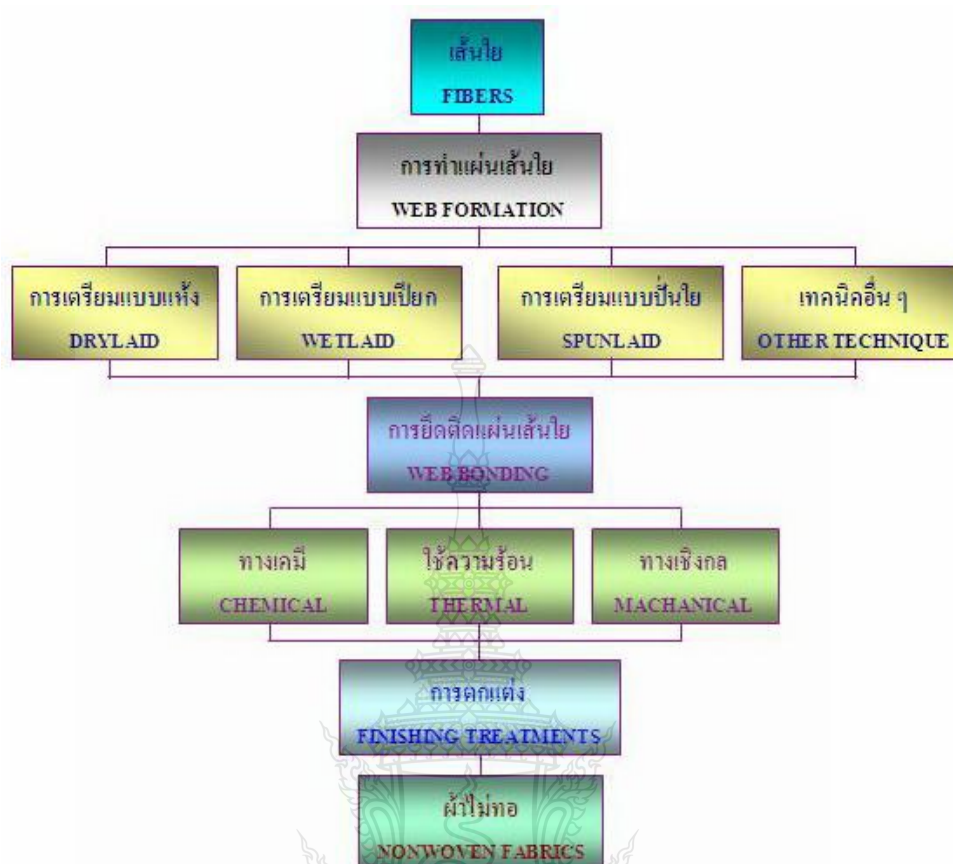 เส้นใย
FIBERS
การทำแผ่นเส้นใย
WEB FORMATION
การเตรียมแบบแห้ง
DRYLAID
การเตรียมแบบเปียก
WETLAID
การเตรียมแบบปั่นใย
SPUNLAID
เทคนิคอื่น ๆ
OTHER TECHNIQUE
การยึดติดแผ่นเส้นใย
WEB BONDING
ทางเคมี
CHEMICAL
ใช้ความร้อน
THERMAL
ทางเชิงกล
MACHANICAL
การตกแต่ง
FINISHING TREATMENTS
ผ้าไม่ทอ
NONWOVEN FABRICS